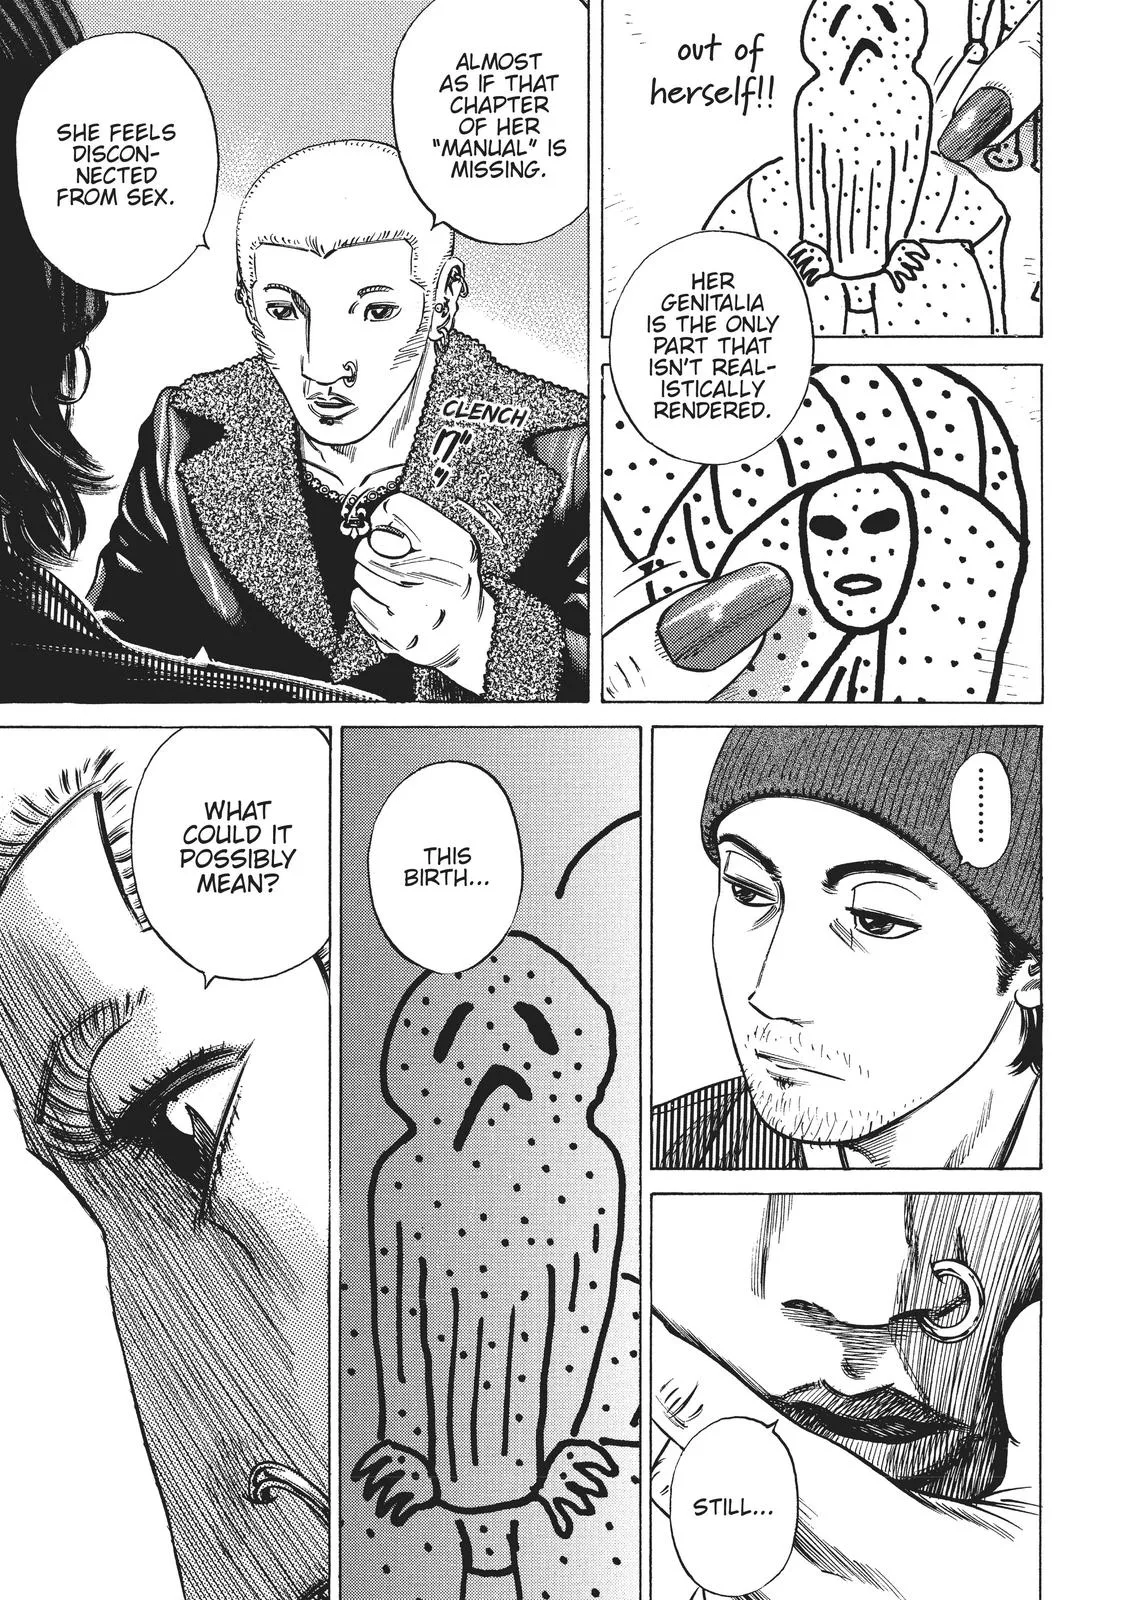 out of
herself!!
HER
GENITALIA
IS THE ONLY
PART THAT
ISN'T REAL-
ISTICALLY
RENDERED.
ALMOST
AS IF THAT
CHAPTER
OF HER
"MANUAL" IS
MISSING.
SHE FEELS
DISCON-
NECTED
FROM SEX.
CLENCH
グッ
........
STILL...
THIS
BIRTH...
WHAT
COULD IT
POSSIBLY
MEAN?